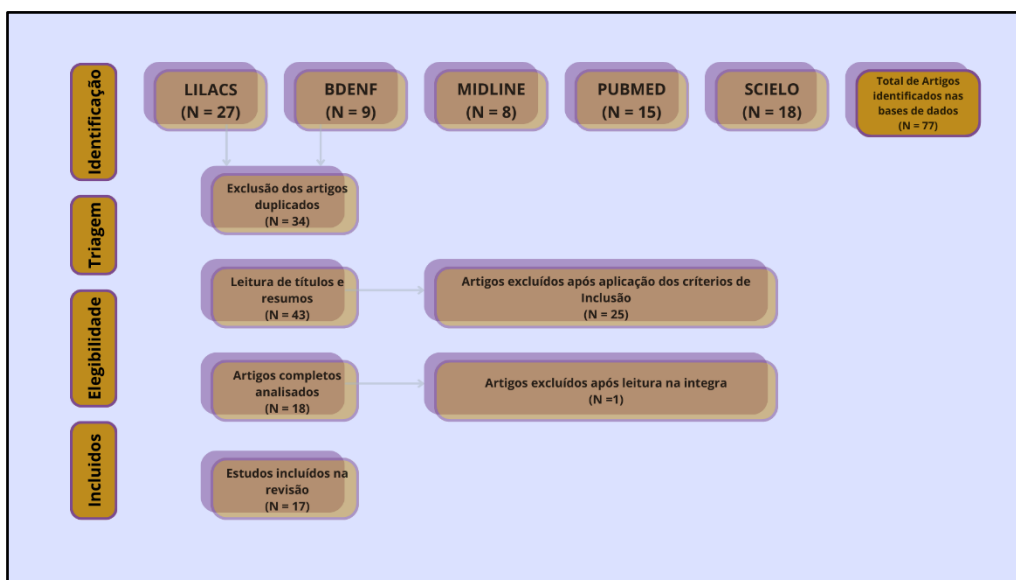 Identificação
LILACS
(N = 27)
BDENF
(N = 9)
MIDLINE
(N = 8)
PUBMED
(N = 15)
SCIELO
(N = 18)
Total de Artigos
identificados nas
bases de dados
(N = 77)
Triagem
Exclusão dos artigos
duplicados
(N = 34)
Leitura de títulos e
resumos
(N = 43)
Artigos excluídos após aplicação dos críterios de
Inclusão
(N = 25)
Elegibilidade
Artigos completos
analisados
(N = 18)
Artigos excluídos após leitura na integra
(N =1)
Incluidos
Estudos incluídos na
revisão
(N = 17)